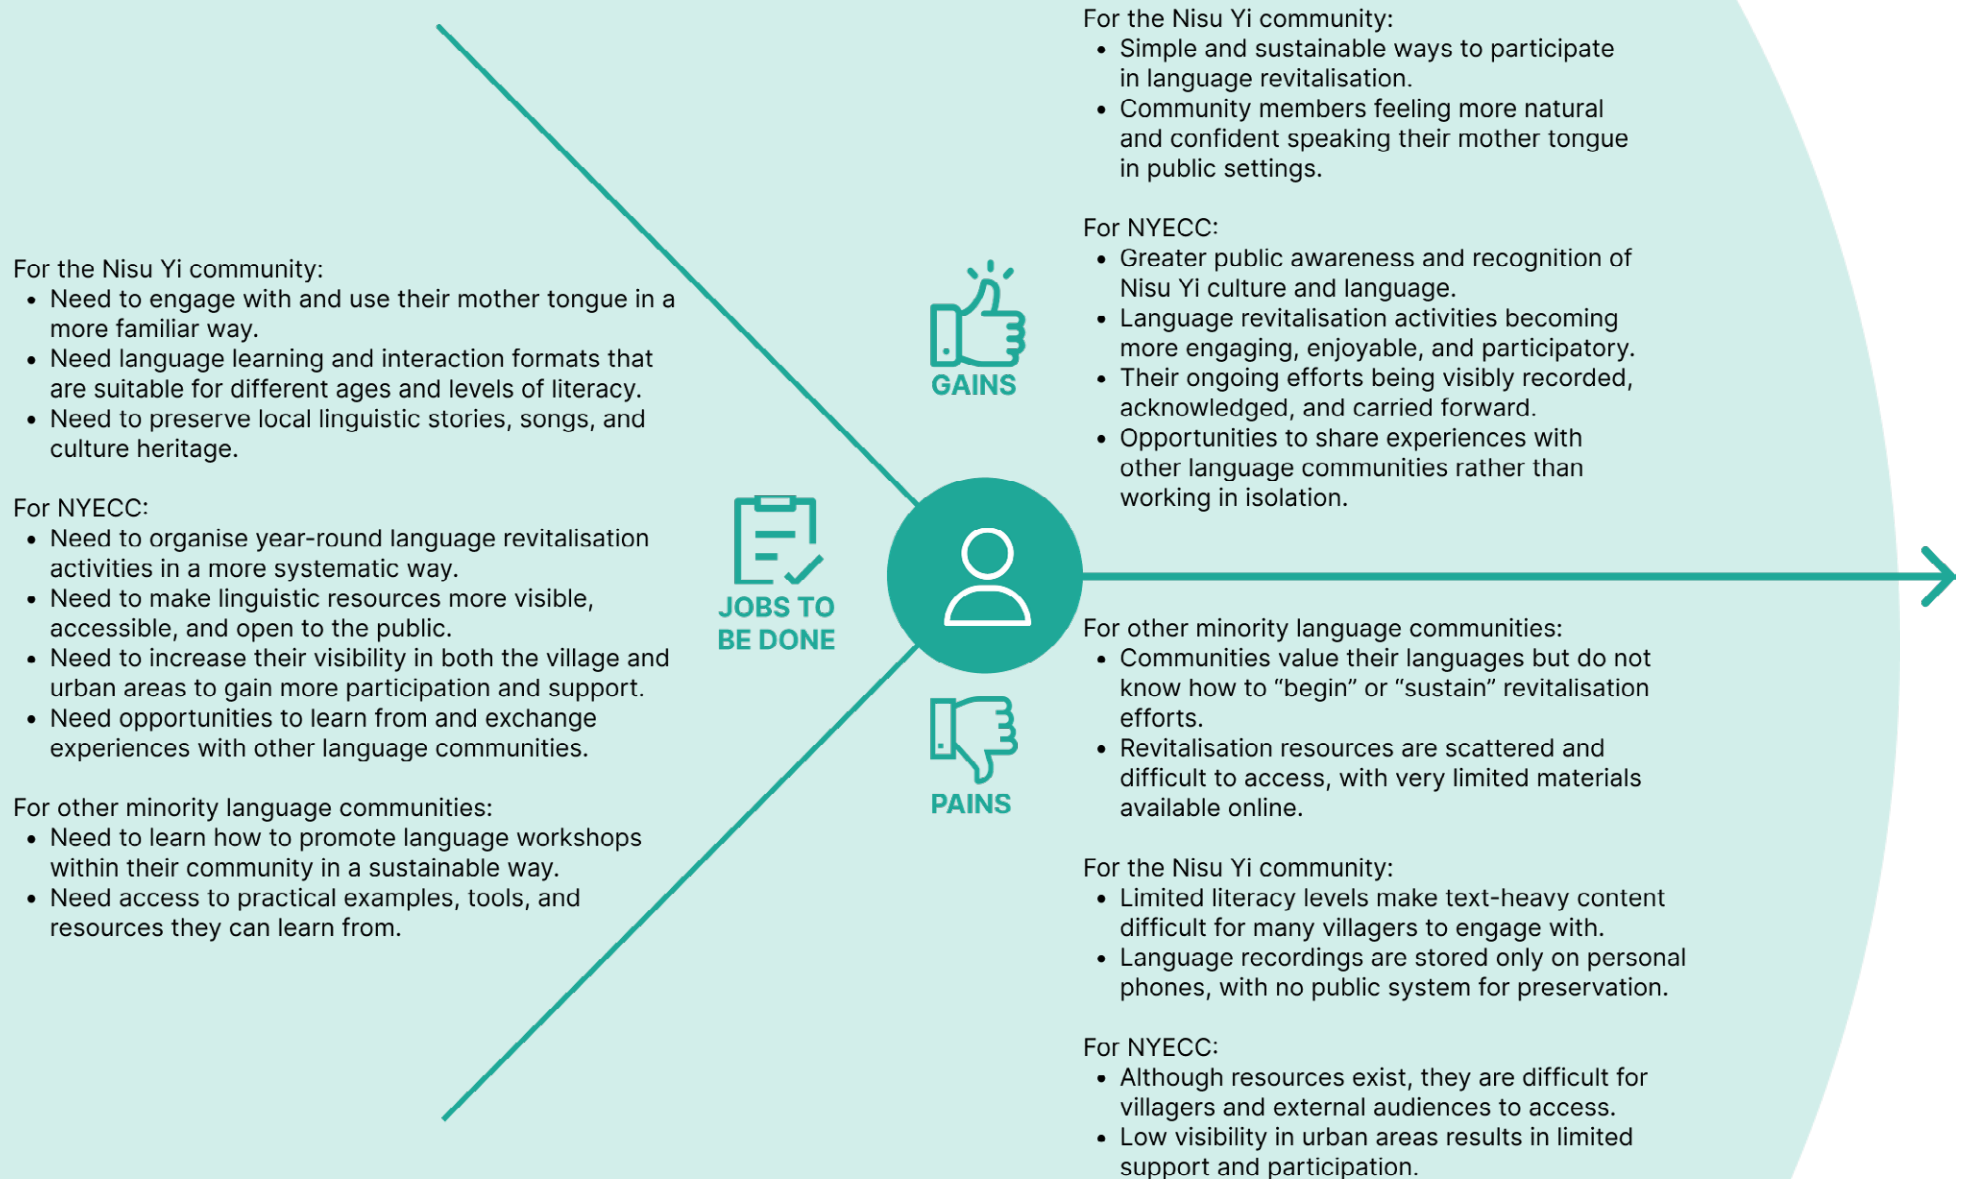 For the Nisu Yi community:
• Need to engage with and use their mother tongue in a
more familiar way.
• Need language learning and interaction formats that
are suitable for different ages and levels of literacy.
• Need to preserve local linguistic stories, songs, and
culture heritage.
For NYECC:
• Need to organise year-round language revitalisation
activities in a more systematic way.
• Need to make linguistic resources more visible,
accessible, and open to the public.
• Need to increase their visibility in both the village and
urban areas to gain more participation and support.
• Need opportunities to learn from and exchange
experiences with other language communities.
For other minority language communities:
• Need to learn how to promote language workshops
within their community in a sustainable way.
• Need access to practical examples, tools, and
resources they can learn from.
JOBS TO
BE DONE
GAINS
For the Nisu Yi community:
• Simple and sustainable ways to participate
in language revitalisation.
• Community members feeling more natural
and confident speaking their mother tongue
in public settings.
For NYECC:
• Greater public awareness and recognition of
Nisu Yi culture and language.
• Language revitalisation activities becoming
more engaging, enjoyable, and participatory.
• Their ongoing efforts being visibly recorded,
acknowledged, and carried forward.
• Opportunities to share experiences with
other language communities rather than
working in isolation.
PAINS
For other minority language communities:
• Communities value their languages but do not
know how to “begin” or “sustain” revitalisation
efforts.
• Revitalisation resources are scattered and
difficult to access, with very limited materials
available online.
For the Nisu Yi community:
• Limited literacy levels make text-heavy content
difficult for many villagers to engage with.
• Language recordings are stored only on personal
phones, with no public system for preservation.
For NYECC:
• Although resources exist, they are difficult for
villagers and external audiences to access.
• Low visibility in urban areas results in limited
support and participation.